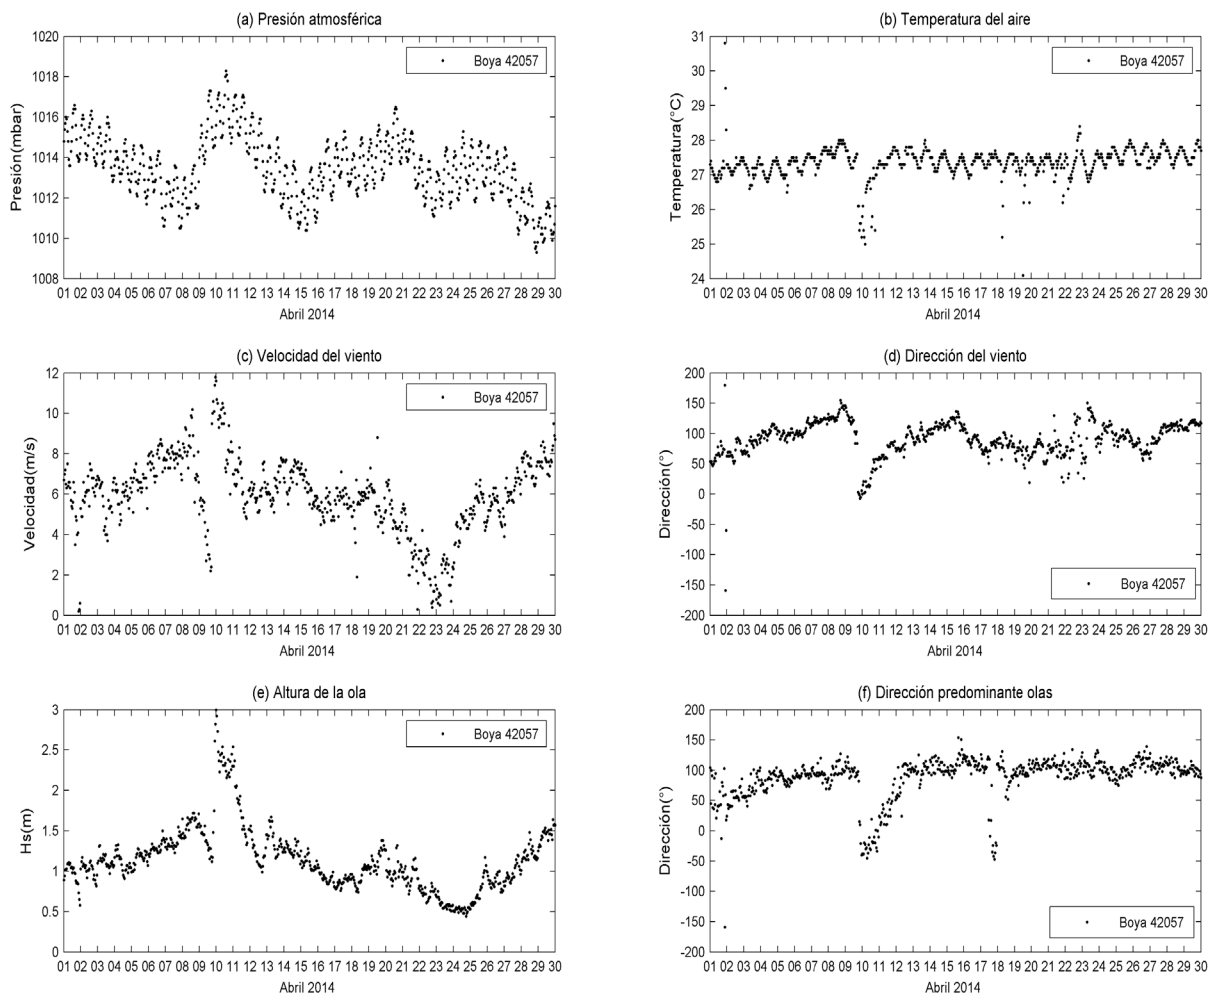 (a) Presión atmosférica
1020
1018
1016
1014
1012
1010
1008
Presión(mbar)
Boya 42057
01 02 03 04 05 06 07 08 09 10 11 12 13 14 15 16 17 18 19 20 21 22 23 24 25 26 27 28 29 30
Abril 2014
(b) Temperatura del aire
31
30
29
28
27
26
25
24
Temperatura(°C)
Boya 42057
01 02 03 04 05 06 07 08 09 10 11 12 13 14 15 16 17 18 19 20 21 22 23 24 25 26 27 28 29 30
Abril 2014
(c) Velocidad del viento
12
10
8
6
4
2
0
Velocidad(m/s)
Boya 42057
01 02 03 04 05 06 07 08 09 10 11 12 13 14 15 16 17 18 19 20 21 22 23 24 25 26 27 28 29 30
Abril 2014
(d) Dirección del viento
200
150
100
50
0
-50
-100
-150
-200
Dirección(°)
Boya 42057
01 02 03 04 05 06 07 08 09 10 11 12 13 14 15 16 17 18 19 20 21 22 23 24 25 26 27 28 29 30
Abril 2014
(e) Altura de la ola
3
2.5
2
1.5
1
0.5
0
Hs(m)
Boya 42057
01 02 03 04 05 06 07 08 09 10 11 12 13 14 15 16 17 18 19 20 21 22 23 24 25 26 27 28 29 30
Abril 2014
(f) Dirección predominante olas
200
150
100
50
0
-50
-100
-150
-200
Dirección(°)
Boya 42057
01 02 03 04 05 06 07 08 09 10 11 12 13 14 15 16 17 18 19 20 21 22 23 24 25 26 27 28 29 30
Abril 2014